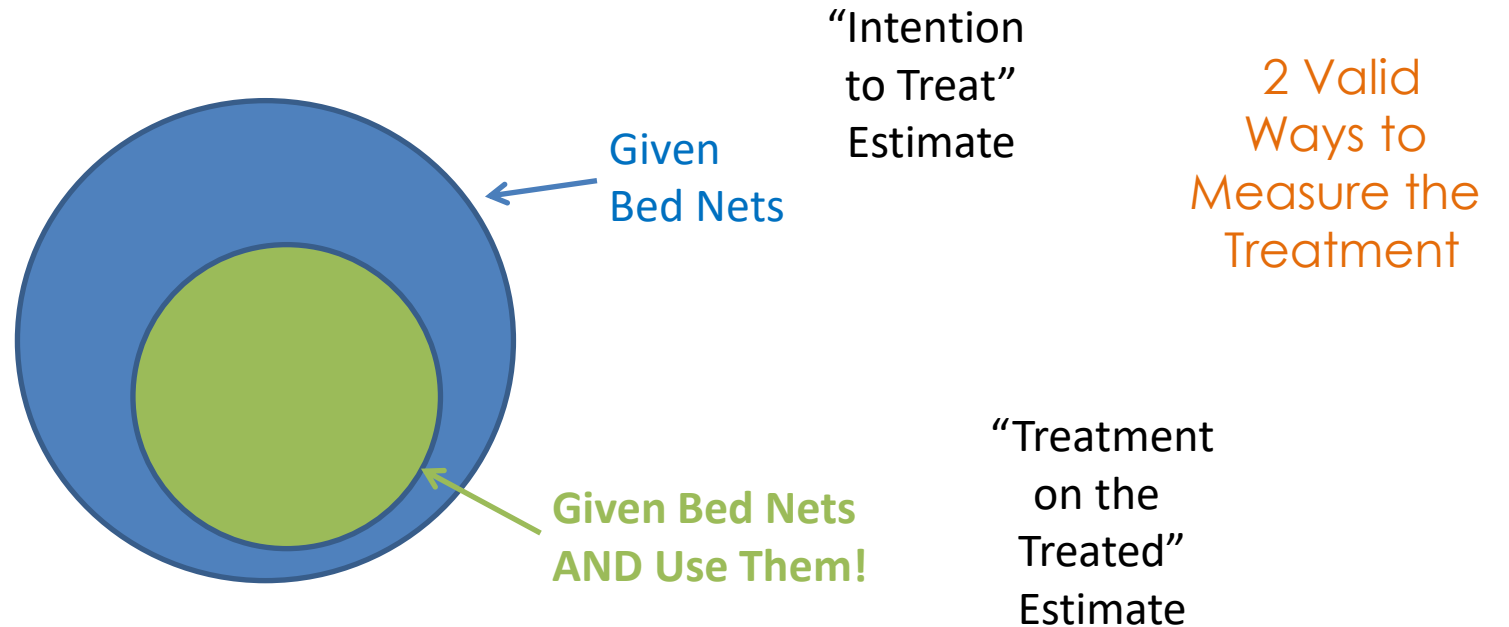 “Intention
to Treat”
Estimate
2 Valid
Ways to
Measure the
Treatment
Given
Bed Nets
“Treatment
on the
Treated”
Estimate
Given Bed Nets
AND Use Them!